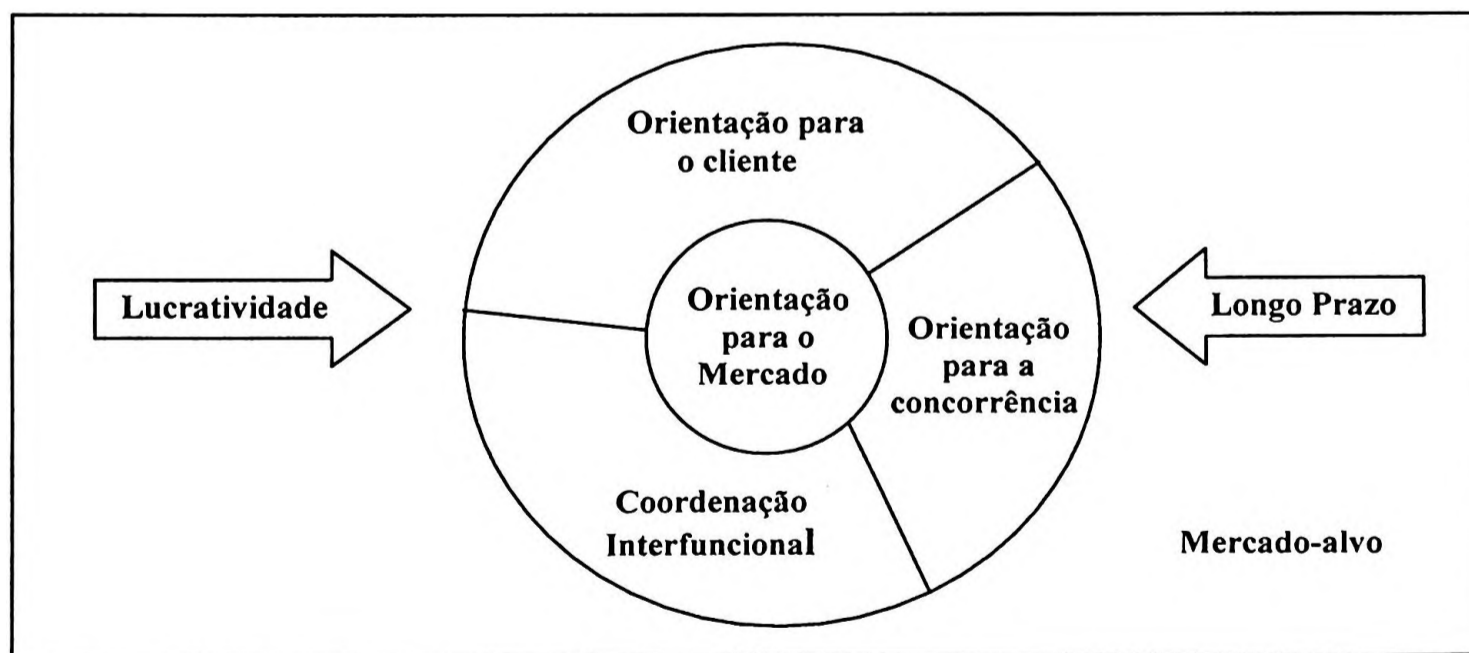 Orientação para
o cliente
Lucratividade
Orientação
para o
Mercado
Orientação
para a
concorrência
Longo Prazo
Coordenação
Interfuncional
Mercado-alvo